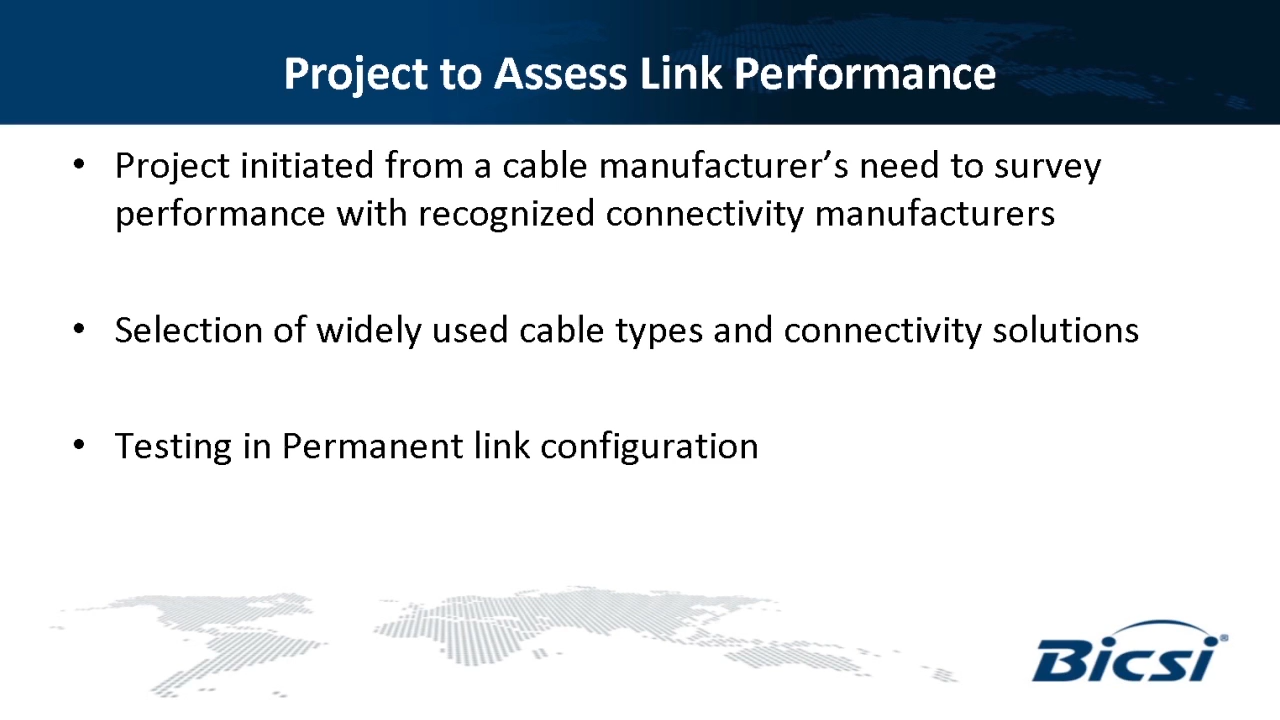 Project to Assess Link Performance
• Project initiated from a cable manufacturer’s need to survey
performance with recognized connectivity manufacturers
• Selection of widely used cable types and connectivity solutions
• Testing in Permanent link configuration
Bicsi®